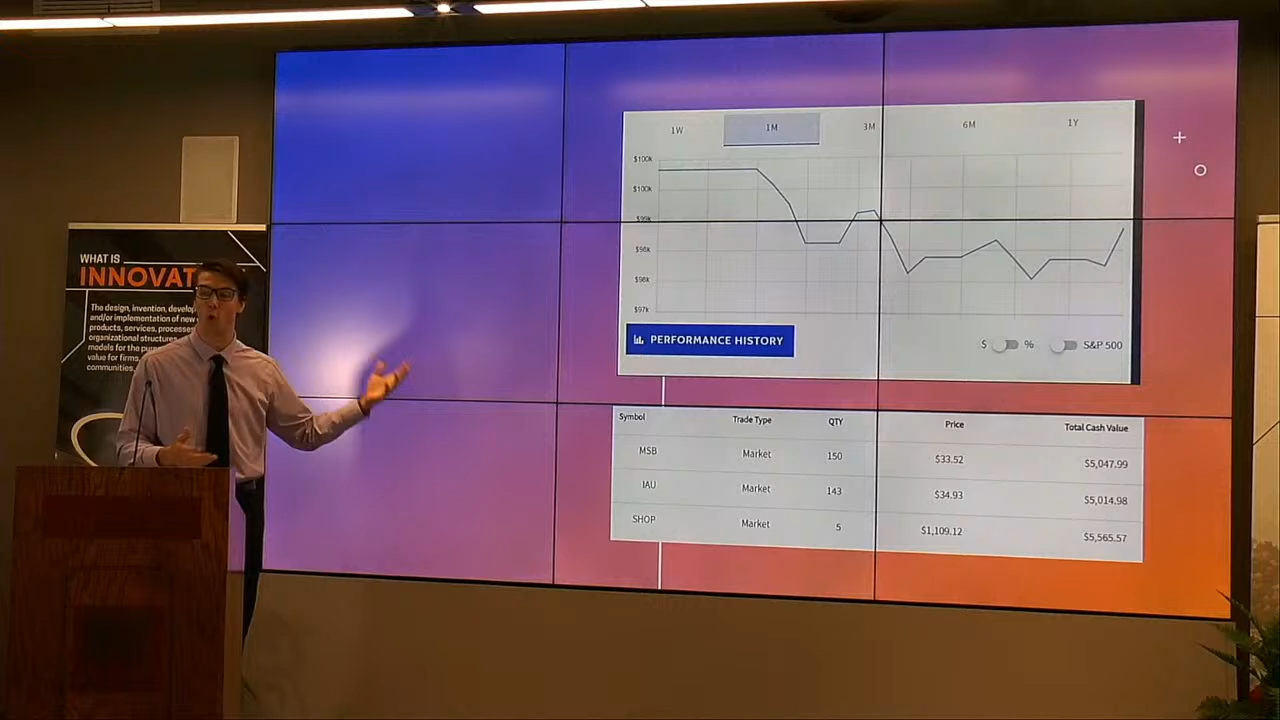 1W 1M 3M 6M 1Y
$100k
$100k
$99k
$98k
$98k
$97k
PERFORMANCE HISTORY
$ % S&P 500
Symbol Trade Type QTY Price Total Cash Value
MSB Market 150 $33.52 $5,047.99
IAU Market 143 $34.93 $5,014.98
SHOP Market 5 $1,109.12 $5,565.57
WHAT IS
INNOVAT
The design, invention, develop
and/or implementation of new
products, services, processes
organizational structures
models for the pur
value for firms,
communities,